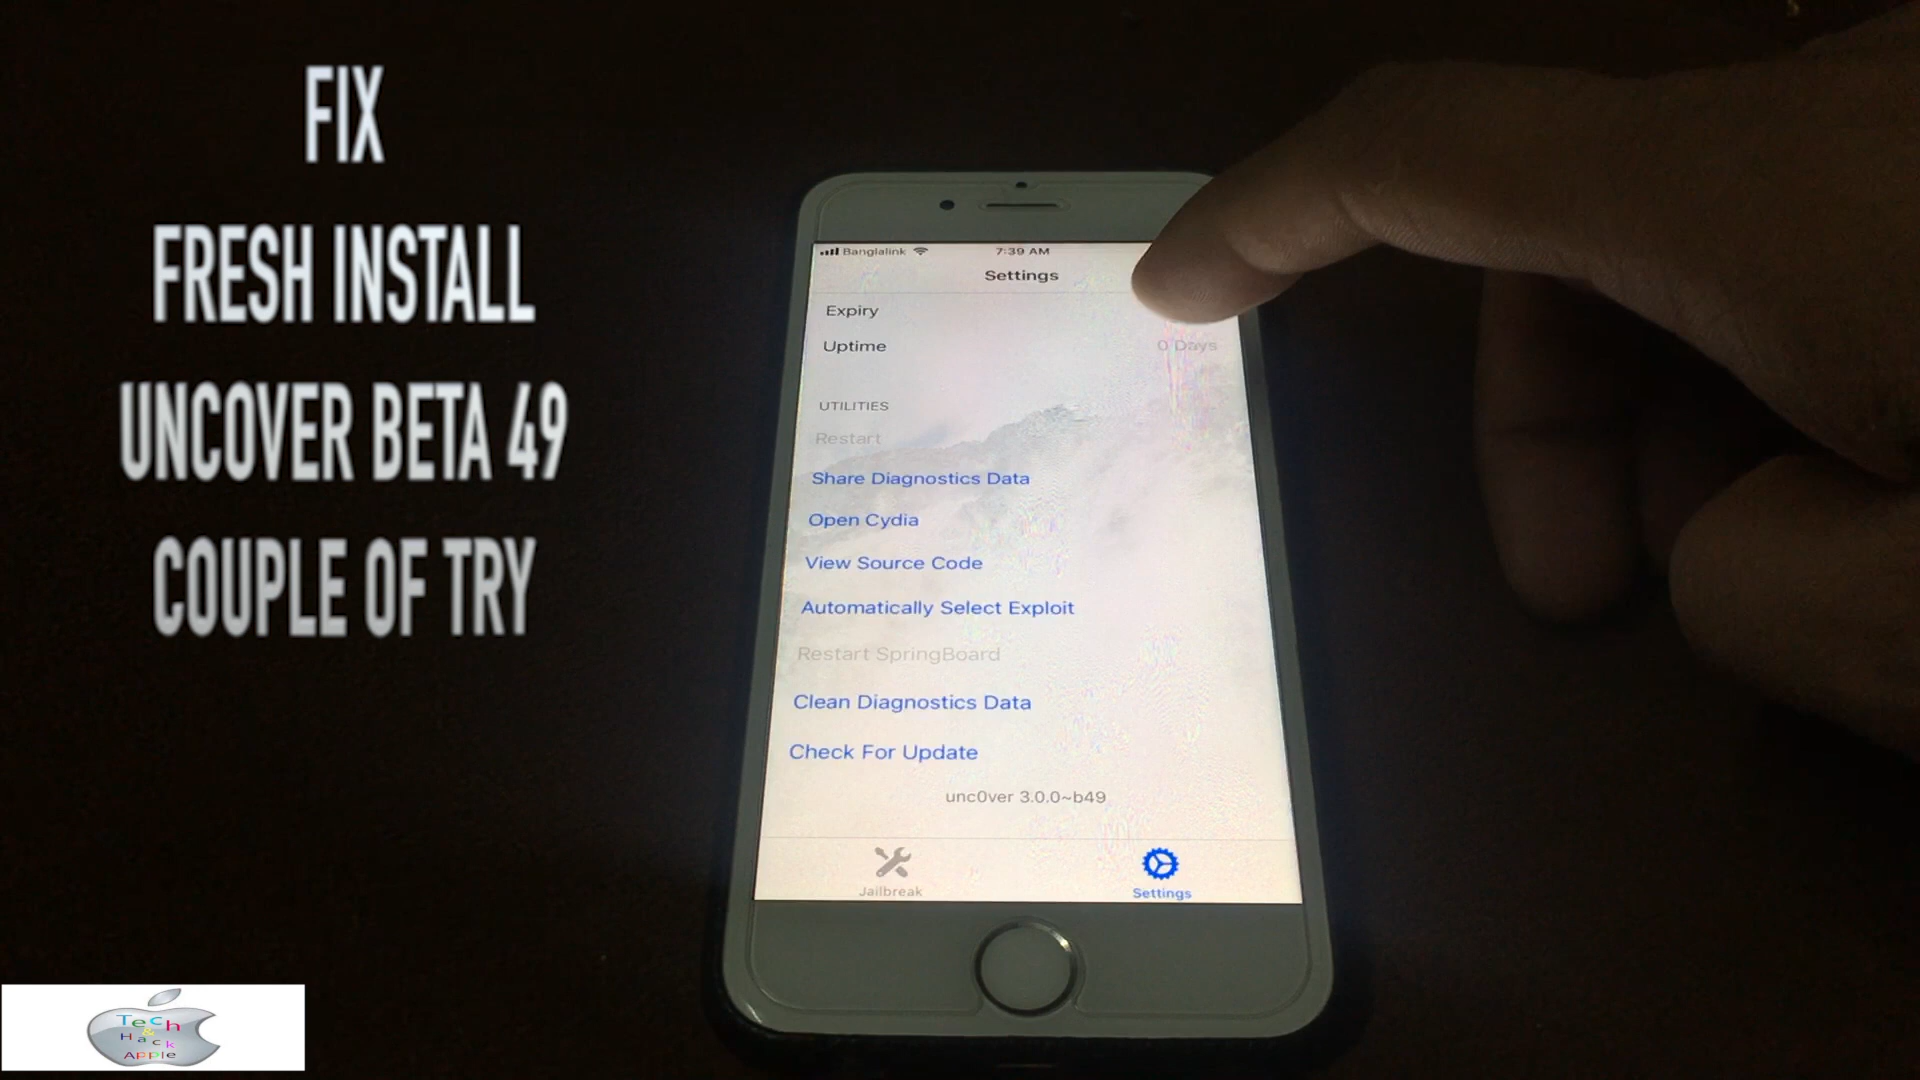 FIX
FRESH INSTALL
UNCOVER BETA 49
COUPLE OF TRY
Banglalink 7:39 AM
Settings
Expiry
Uptime 0 Days
UTILITIES
Restart
Share Diagnostics Data
Open Cydia
View Source Code
Automatically Select Exploit
Restart SpringBoard
Clean Diagnostics Data
Check For Update
unc0ver 3.0.0~b49
Jailbreak Settings
Tech
&
Hack
Apple